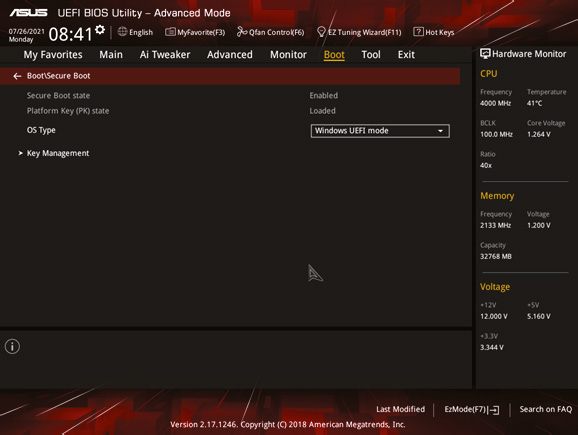 ASUS UEFI BIOS Utility – Advanced Mode
07/26/2021 Monday 08:41 English MyFavorite(F3) Qfan Control(F6) EZ Tuning Wizard(F11) Hot Keys
My Favorites Main Ai Tweaker Advanced Monitor Boot Tool Exit
Boot\Secure Boot
Secure Boot state Enabled
Platform Key (PK) state Loaded
OS Type Windows UEFI mode
Key Management
Hardware Monitor
CPU
Frequency Temperature
4000 MHz 41°C
BCLK Core Voltage
100.0 MHz 1.264 V
Ratio
40x
Memory
Frequency Voltage
2133 MHz 1.200 V
Capacity
32768 MB
Voltage
+12V +5V
12.000 V 5.160 V
+3.3V
3.344 V
Last Modified EzMode(F7) Search on FAQ
Version 2.17.1246. Copyright (C) 2018 American Megatrends, Inc.